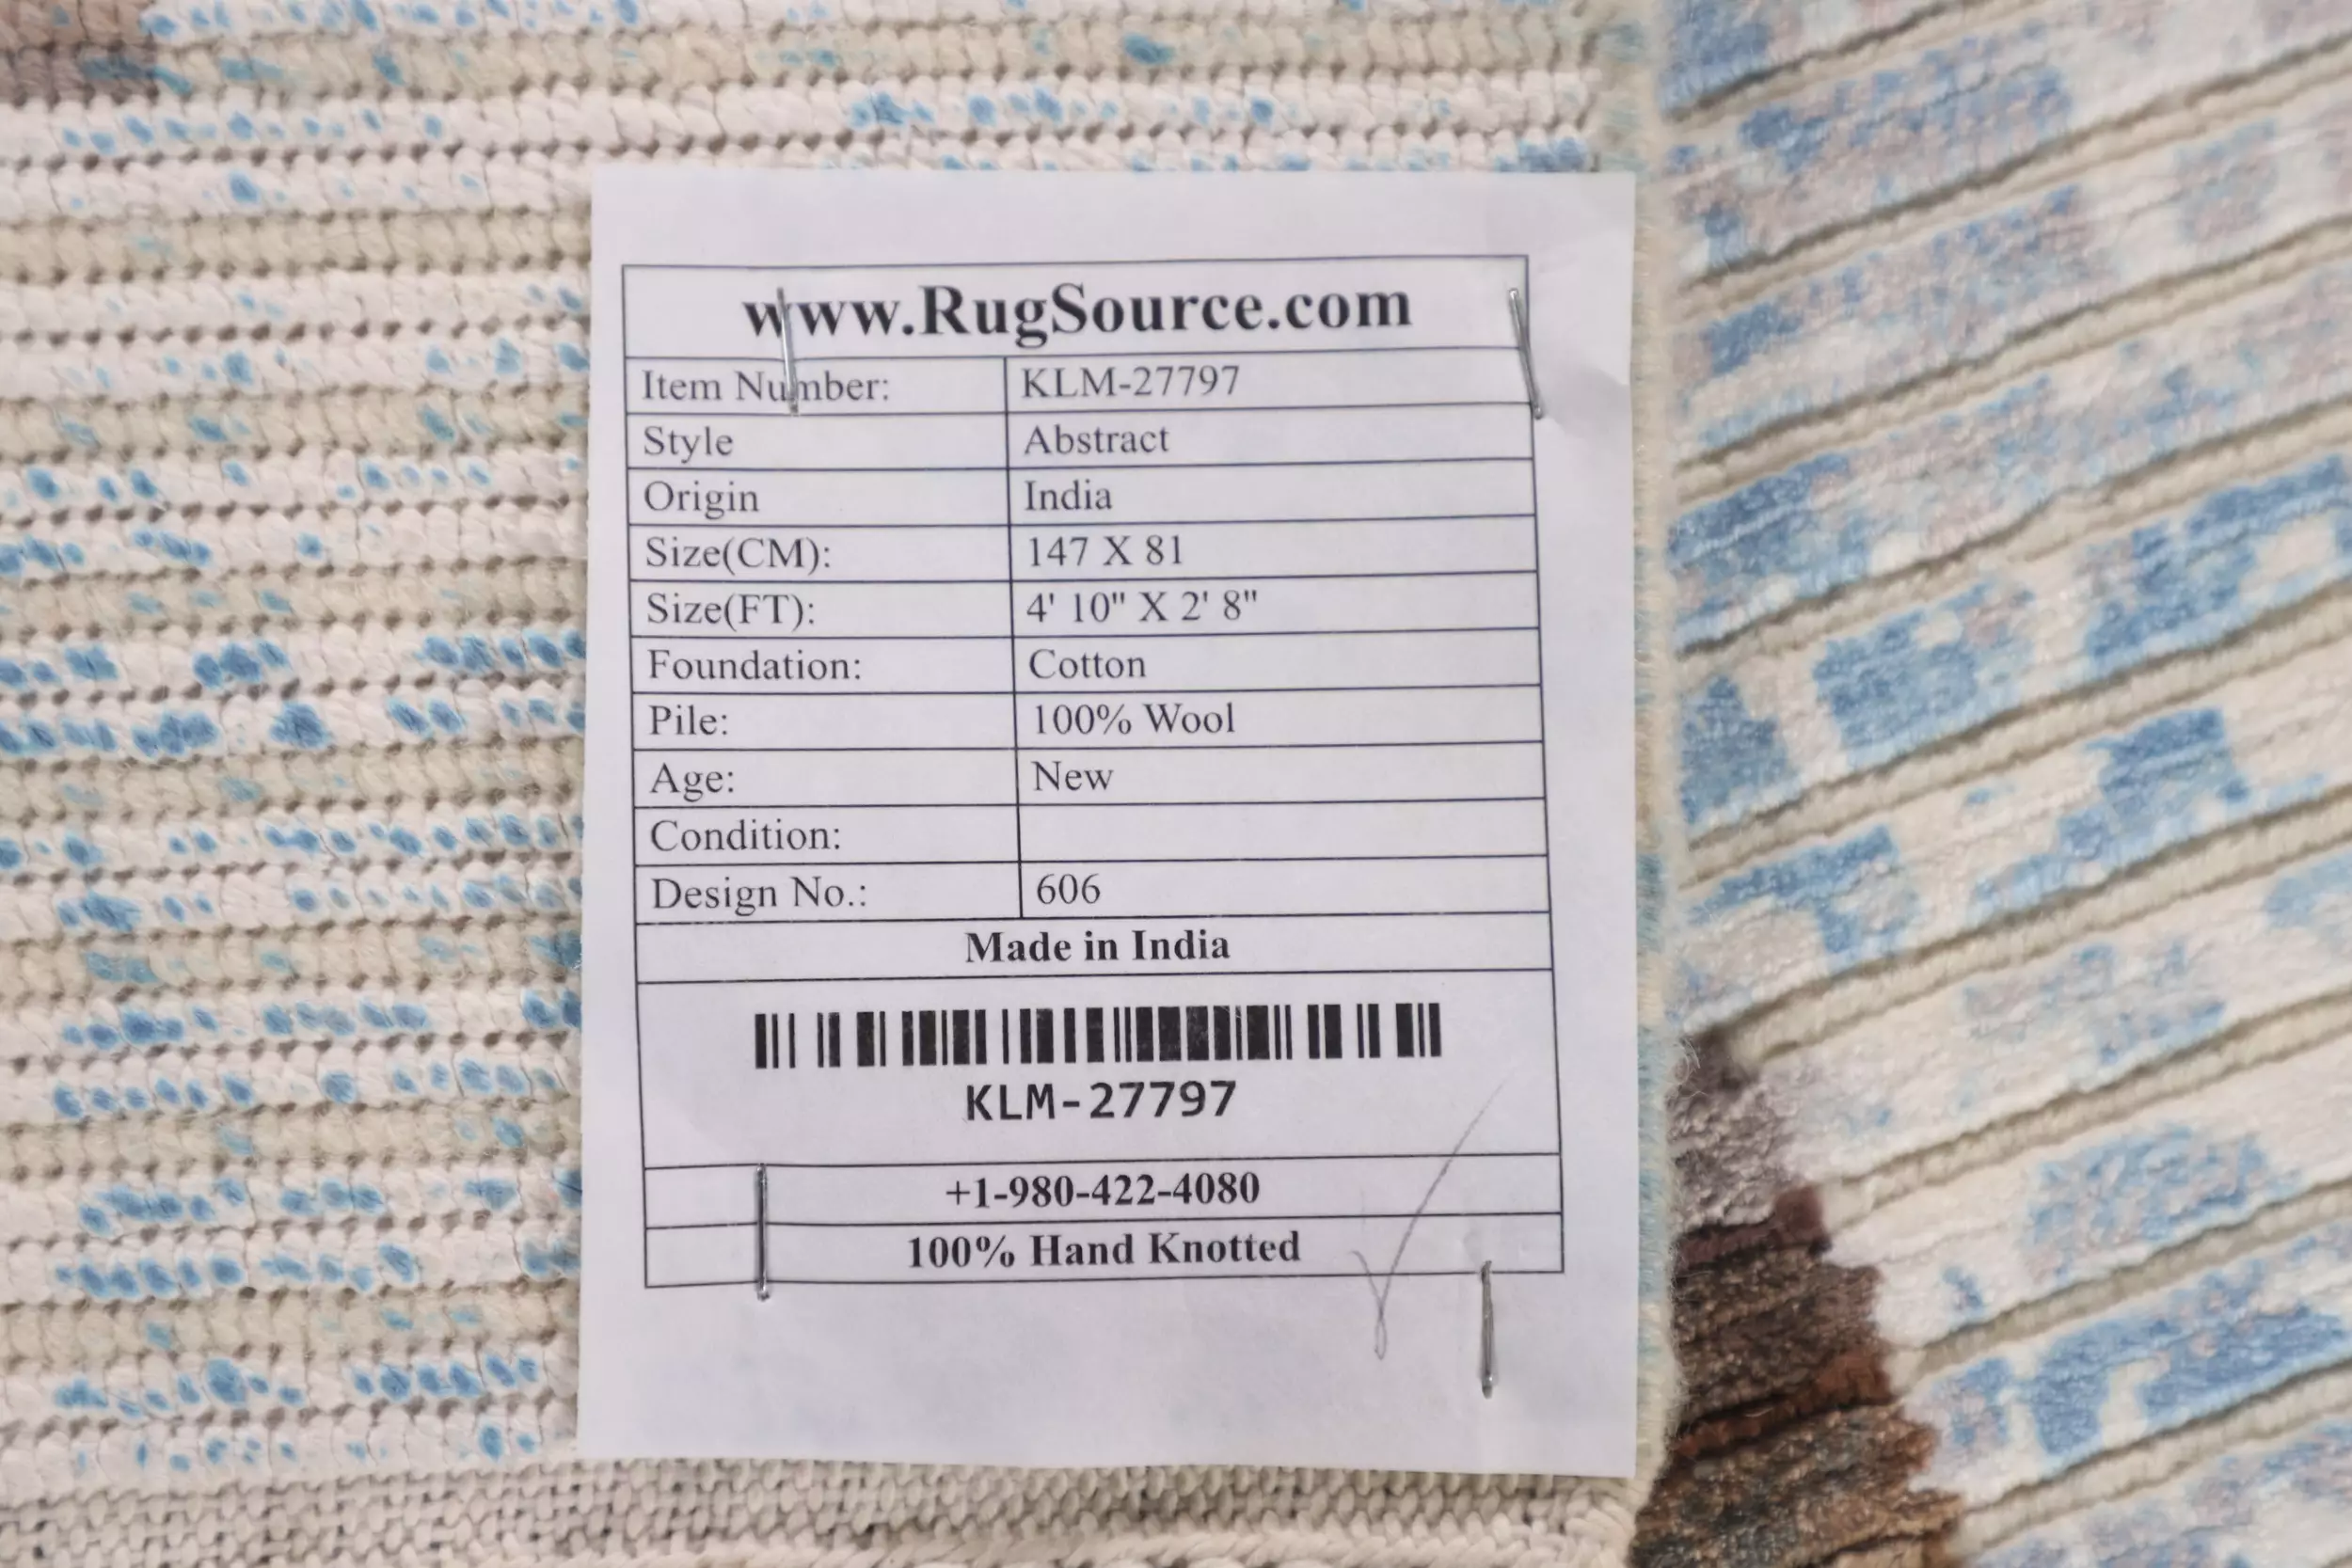 www.RugSource.com
Item Number: KLM-27797
Style Abstract
Origin India
Size(CM): 147 X 81
Size(FT): 4' 10" X 2' 8"
Foundation: Cotton
Pile: 100% Wool
Age: New
Condition:
Design No.: 606
Made in India
KLM-27797
+1-980-422-4080
100% Hand Knotted